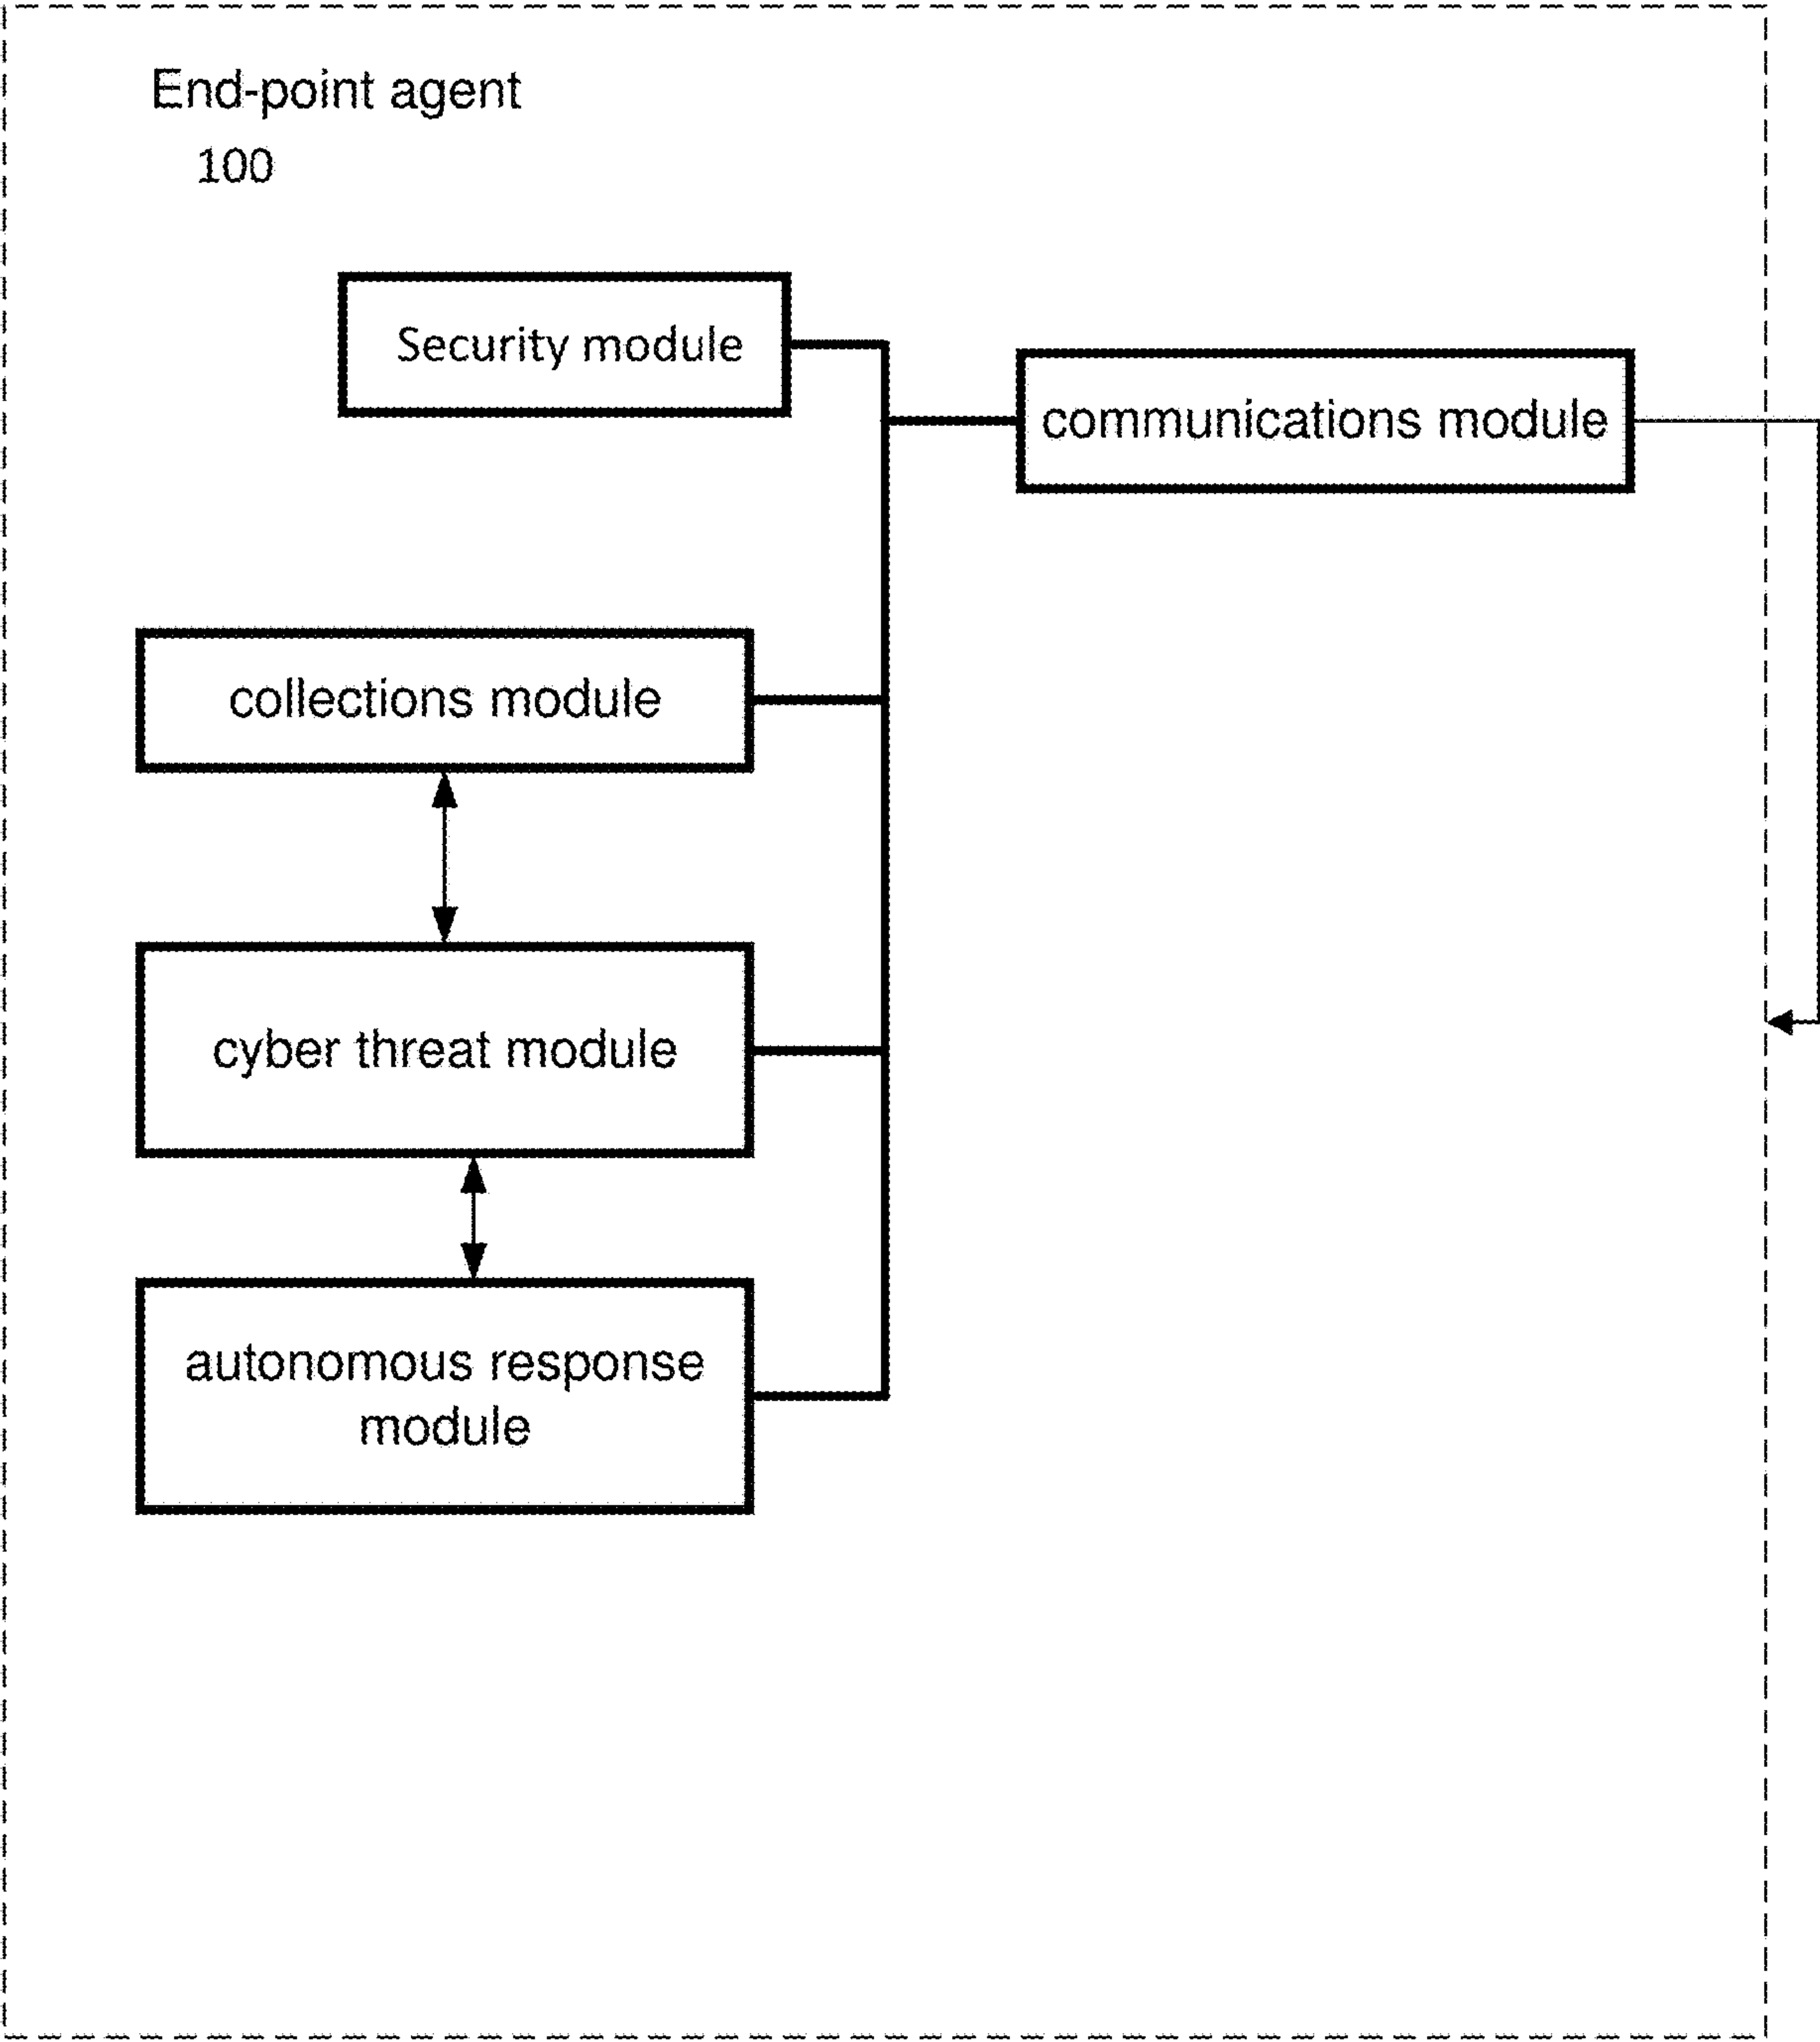 End-point agent
100
Security module
communications module
collections module
cyber threat module
autonomous response
module